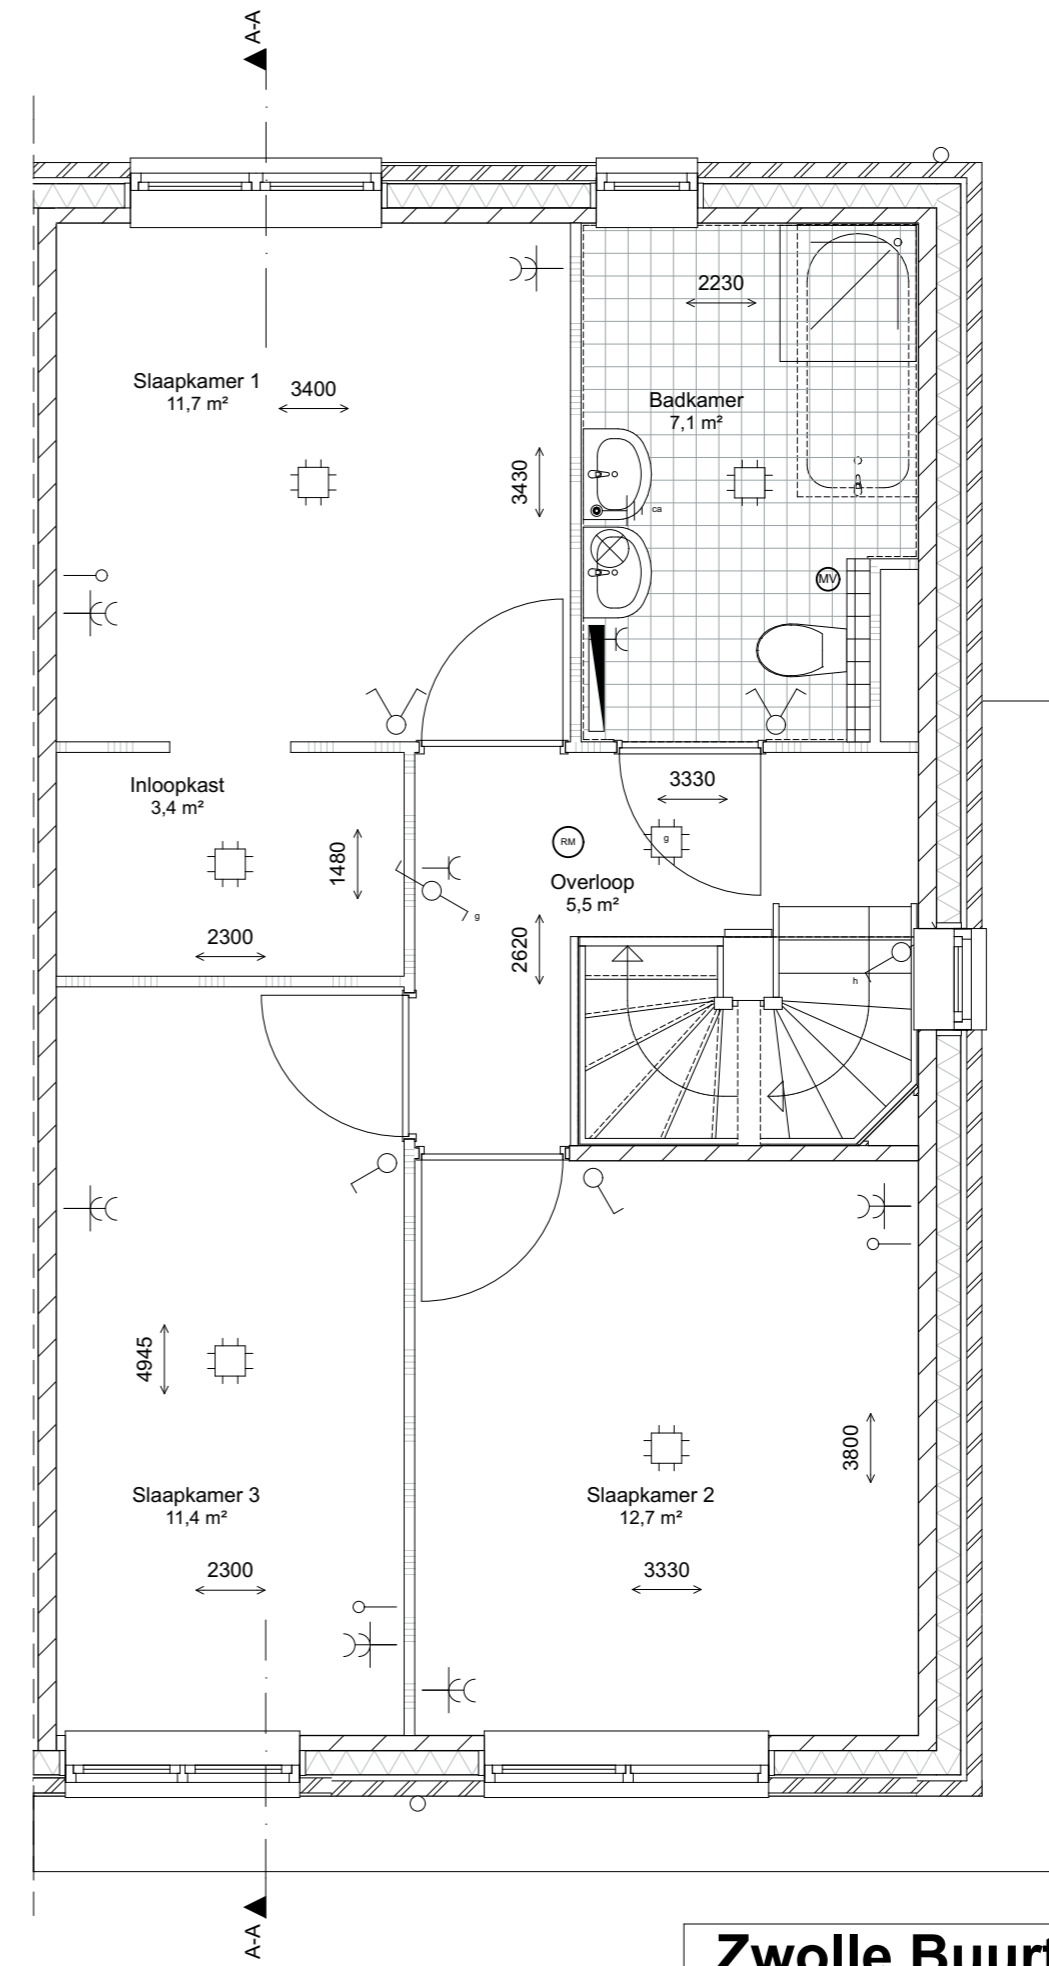 A-A
2230
Slaapkamer 1
11,7 m²
3400
Badkamer
7,1 m²
3430
ca
MV
Inloopkast
3,4 m²
3330
1480
RM
g
Overloop
5,5 m²
g
2300
2620
h
4945
3800
Slaapkamer 3
11,4 m²
Slaapkamer 2
12,7 m²
2300
3330
A-A
Zwolle Buurt